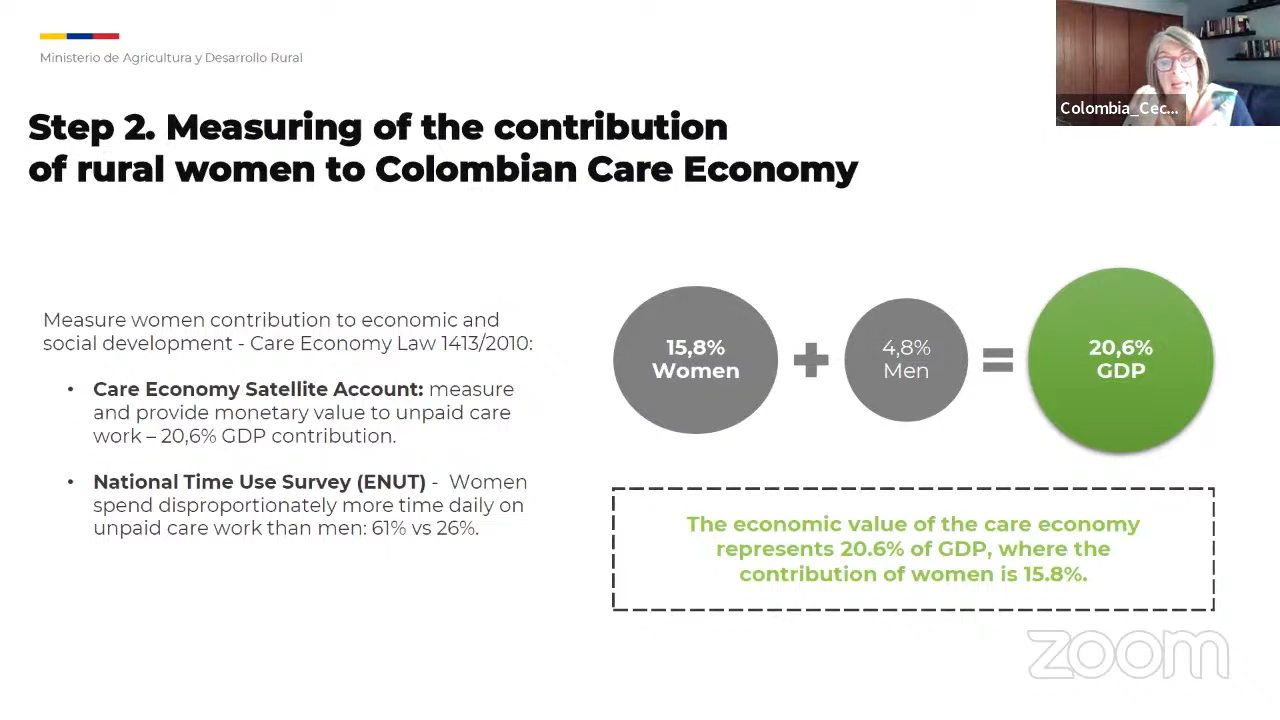 Ministerio de Agricultura y Desarrollo Rural
Colombia_Cec...
Step 2. Measuring of the contribution
of rural women to Colombian Care Economy
Measure women contribution to economic and
social development - Care Economy Law 1413/2010:
• Care Economy Satellite Account: measure
and provide monetary value to unpaid care
work – 20,6% GDP contribution.
• National Time Use Survey (ENUT) - Women
spend disproportionately more time daily on
unpaid care work than men: 61% vs 26%.
15,8%
Women
+
4,8%
Men
=
20,6%
GDP
The economic value of the care economy
represents 20.6% of GDP, where the
contribution of women is 15.8%.
zoom